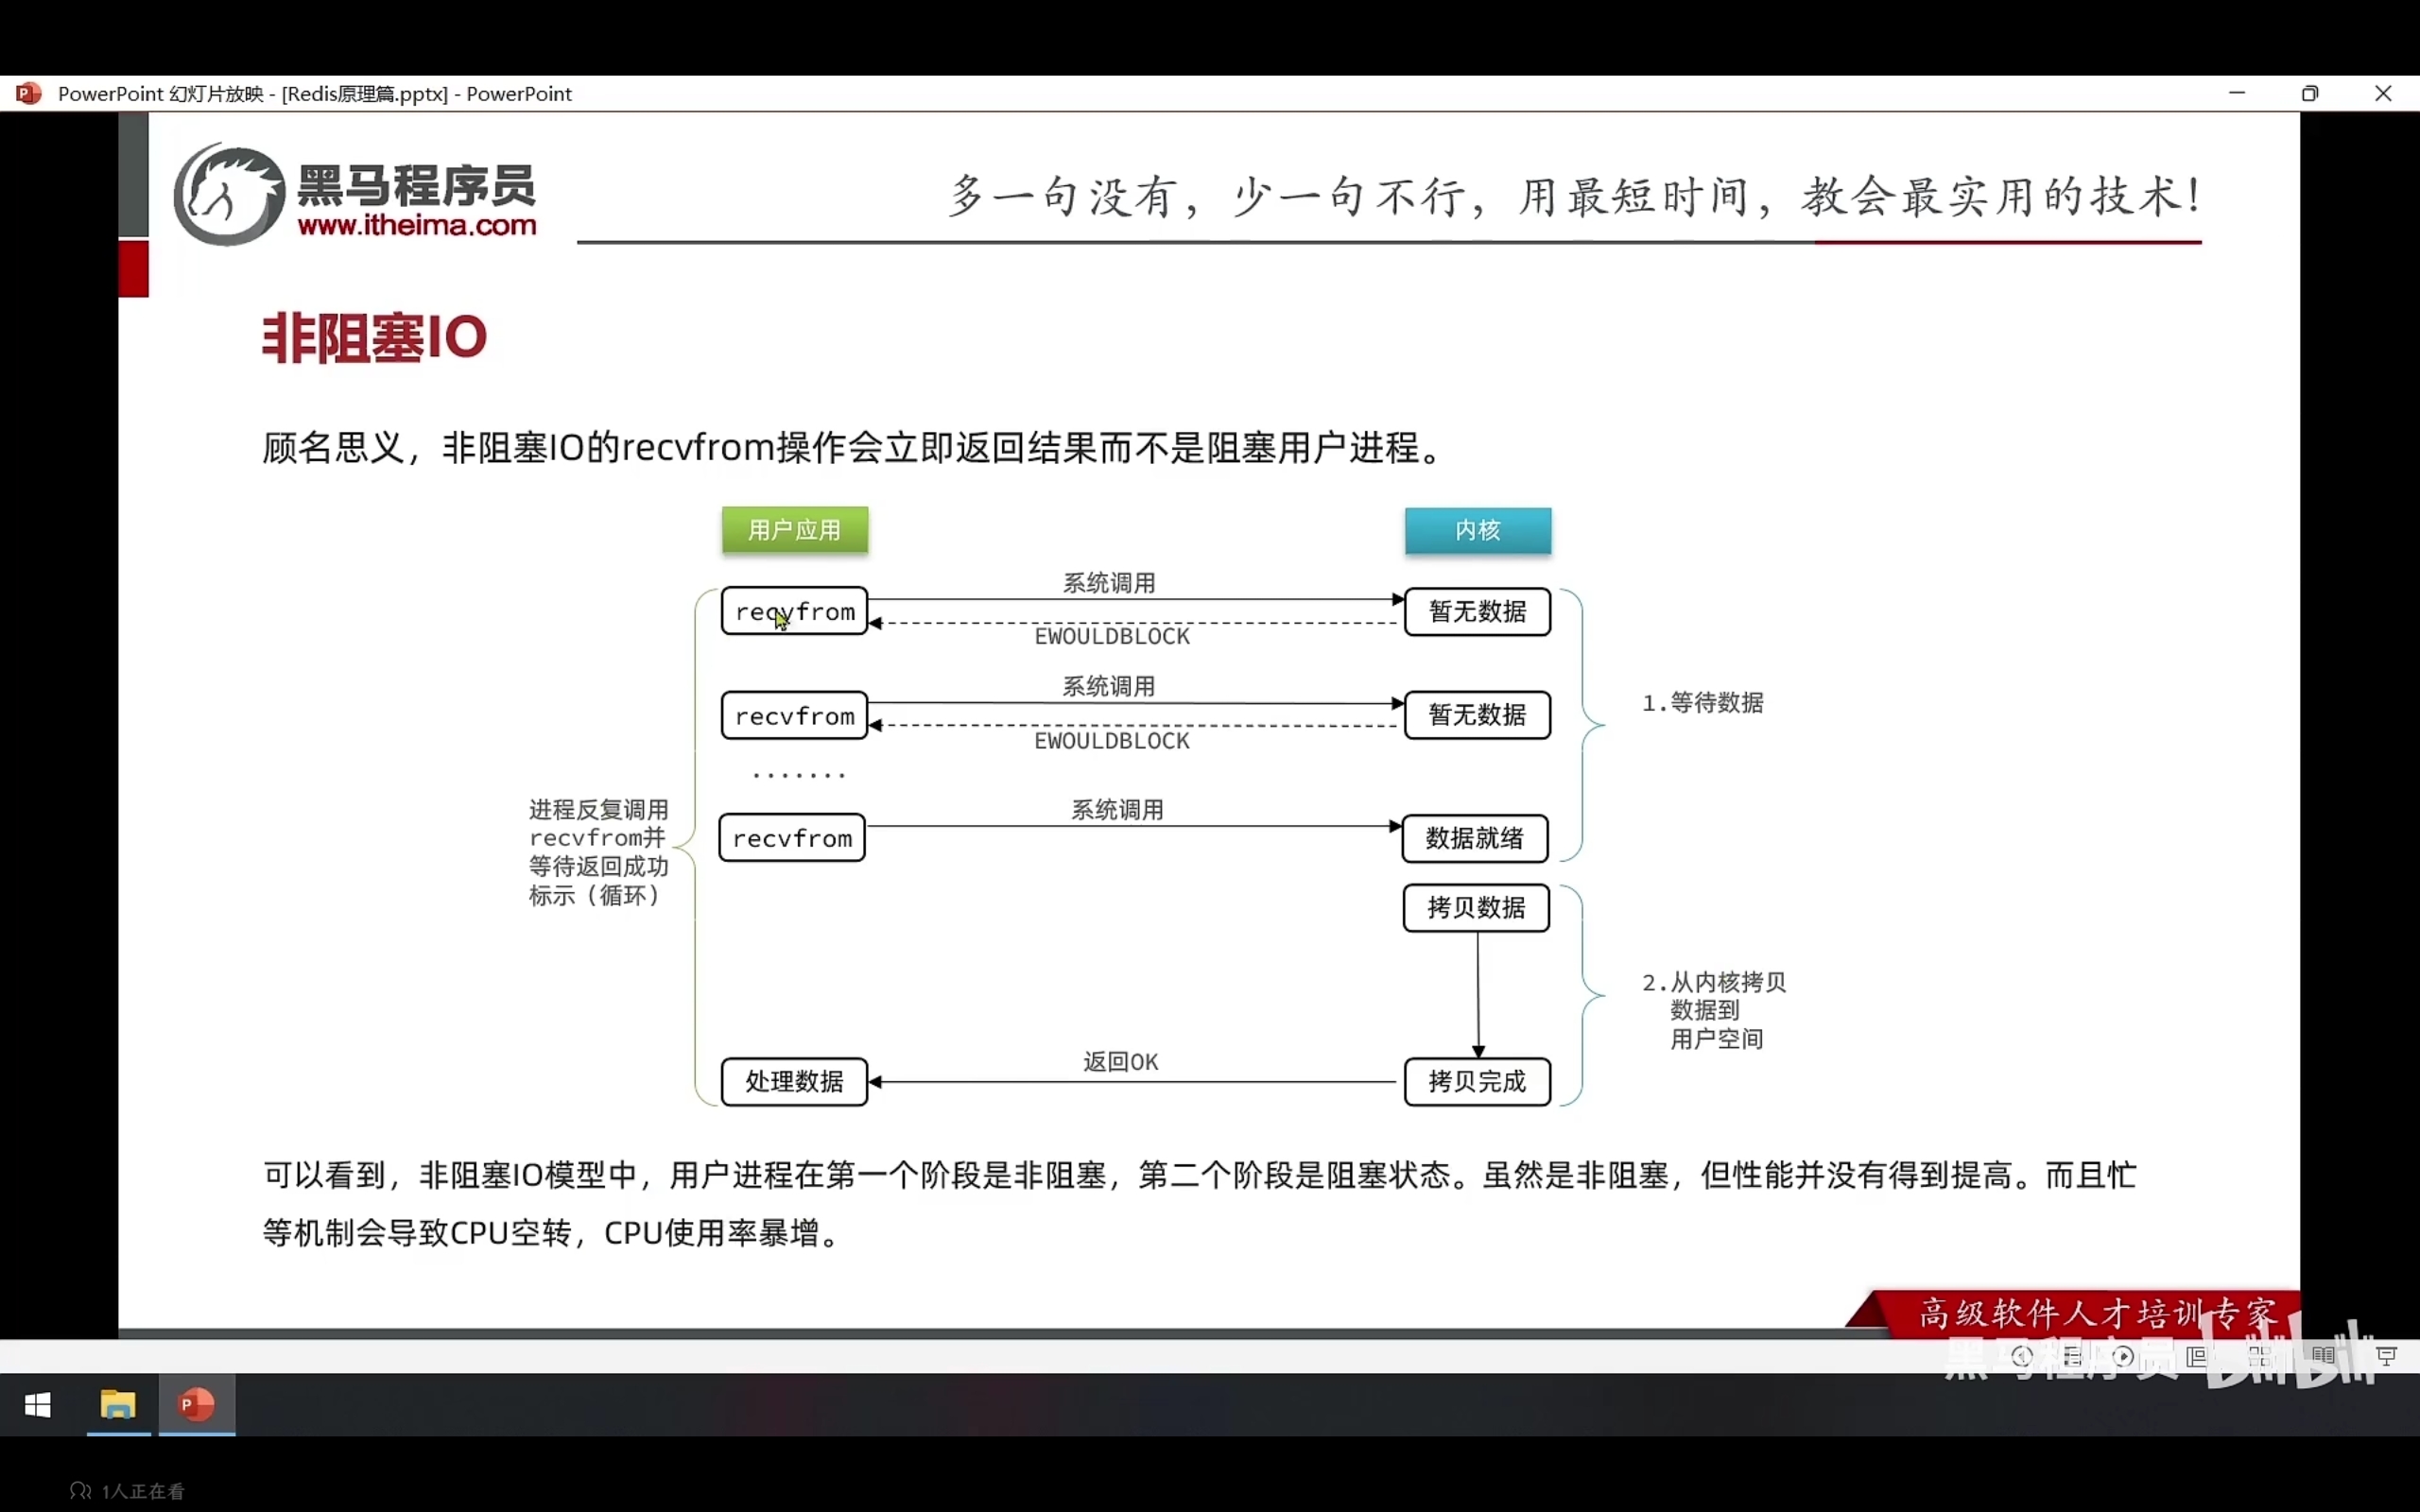 PowerPoint 幻灯片放映 - [Redis原理篇.pptx] - PowerPoint
黑马程序员
www.itheima.com
多一句没有，少一句不行，用最短时间，教会最实用的技术！
非阻塞IO
顾名思义，非阻塞IO的recvfrom操作会立即返回结果而不是阻塞用户进程。
用户应用
内核
系统调用
recvfrom
暂无数据
EWOULDBLOCK
系统调用
recvfrom
暂无数据
EWOULDBLOCK
1.等待数据
.......
系统调用
recvfrom
数据就绪
进程反复调用
recvfrom并
等待返回成功
标示（循环）
拷贝数据
2.从内核拷贝
数据到
用户空间
返回OK
处理数据
拷贝完成
可以看到，非阻塞IO模型中，用户进程在第一个阶段是非阻塞，第二个阶段是阻塞状态。虽然是非阻塞，但性能并没有得到提高。而且忙
等机制会导致CPU空转，CPU使用率暴增。
高级软件人才培训专家
黑马程序员 bilibili
1人正在看